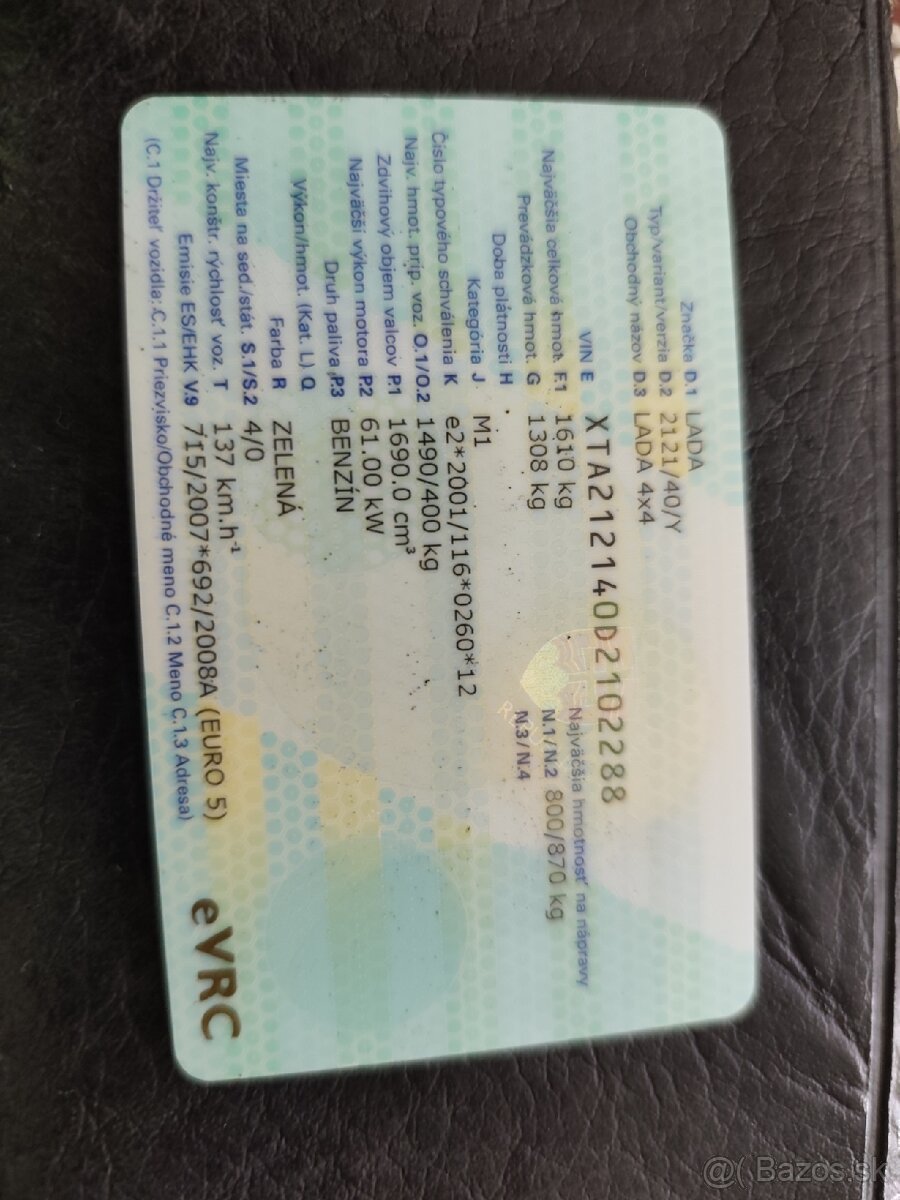 Značka D.1 LADA
Typ/variant/verzia D.2 2121/40/Y
Obchodný názov D.3 LADA 4x4
VIN E XTA212140D2102288
Najväčšia hmotnosť na nápravy
Najväčšia celková hmot. F.1 1610 kg N.1/N.2 800/870 kg
Prevádzková hmot. G 1308 kg N.3/N.4
Doba plátnosti H
Kategória J M1
Číslo typového schválenia K e2*2001/116*0260*12
Najv. hmot. príp. voz. O.1/O.2 1490/400 kg
Zdvihový objem valcov P.1 1690.0 cm³
Najväčší výkon motora P.2 61.00 kW
Druh paliva P.3 BENZÍN
Výkon/hmot. (Kat. L) Q
Farba R ZELENÁ
Miesta na sed./stát. S.1/S.2 4/0
Najv. konštr. rýchlosť voz. T 137 km.h⁻¹
Emisie ES/EHK V.9 715/2007*692/2008A (EURO 5)
(C.1 Držiteľ vozidla: C.1.1 Priezvisko/Obchodné meno C.1.2 Meno C.1.3 Adresa)
eVRC
@( Bazos.sk